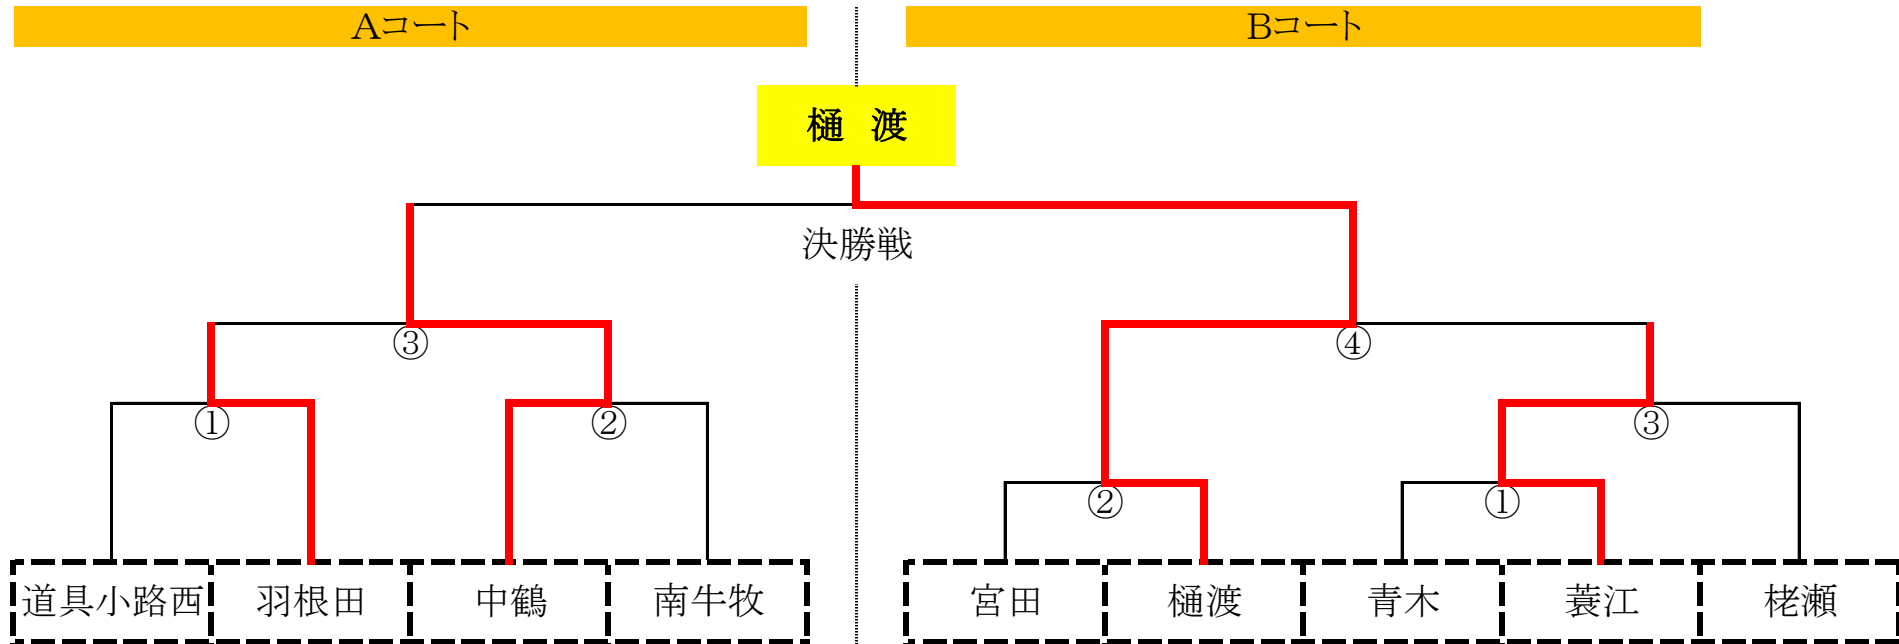 Aコート
Bコート
樋 渡
決勝戦
③
④
①
②
③
②
①
道具小路西 羽根田 中鶴 南牛牧 宮田 樋渡 青木 蓑江 栳瀬